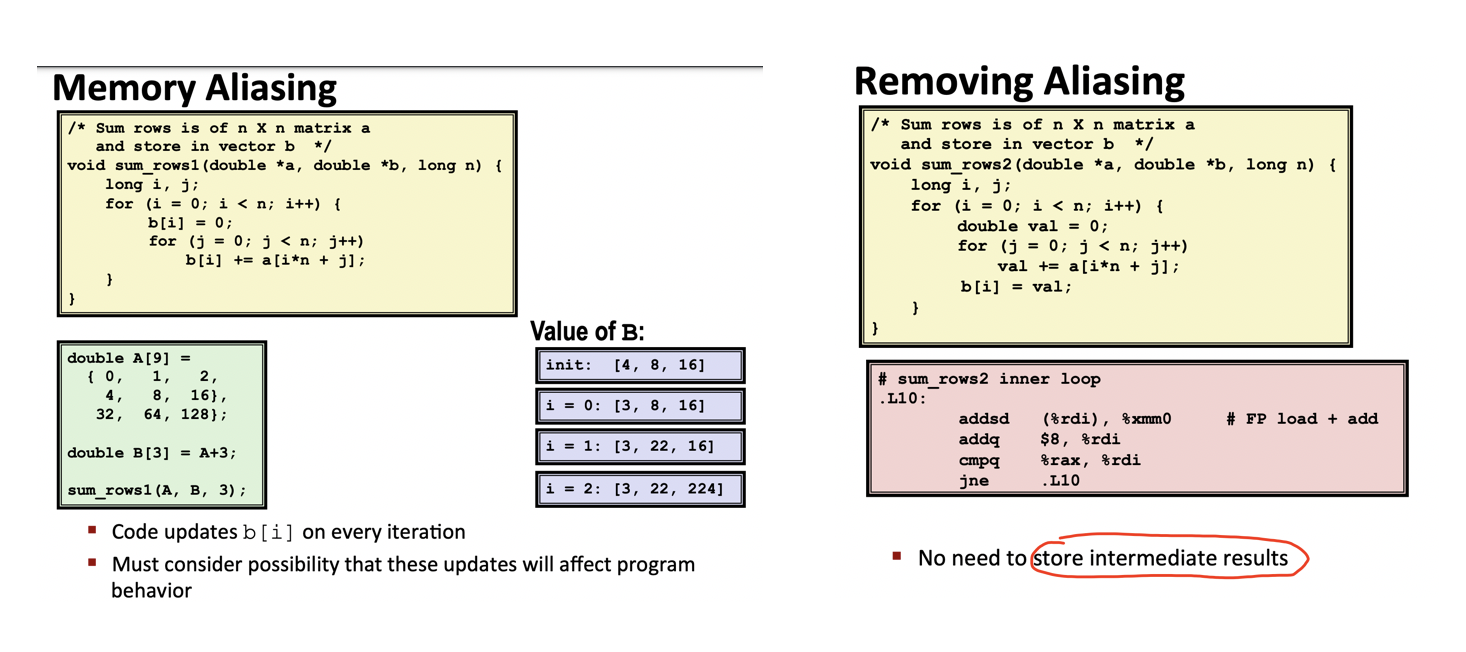 Memory Aliasing
/* Sum rows is of n X n matrix a
and store in vector b */
void sum_rows1(double *a, double *b, long n) {
long i, j;
for (i = 0; i < n; i++) {
b[i] = 0;
for (j = 0; j < n; j++)
b[i] += a[i*n + j];
}
}
double A[9] =
{ 0, 1, 2,
4, 8, 16},
32, 64, 128};
double B[3] = A+3;
sum_rows1(A, B, 3);
Value of B:
init: [4, 8, 16]
i = 0: [3, 8, 16]
i = 1: [3, 22, 16]
i = 2: [3, 22, 224]
Code updates b[i] on every iteration
Must consider possibility that these updates will affect program
behavior
Removing Aliasing
/* Sum rows is of n X n matrix a
and store in vector b */
void sum_rows2(double *a, double *b, long n) {
long i, j;
for (i = 0; i < n; i++) {
double val = 0;
for (j = 0; j < n; j++)
val += a[i*n + j];
b[i] = val;
}
}
# sum_rows2 inner loop
.L10:
addsd (%rdi), %xmm0 # FP load + add
addq $8, %rdi
cmpq %rax, %rdi
jne .L10
No need to store intermediate results